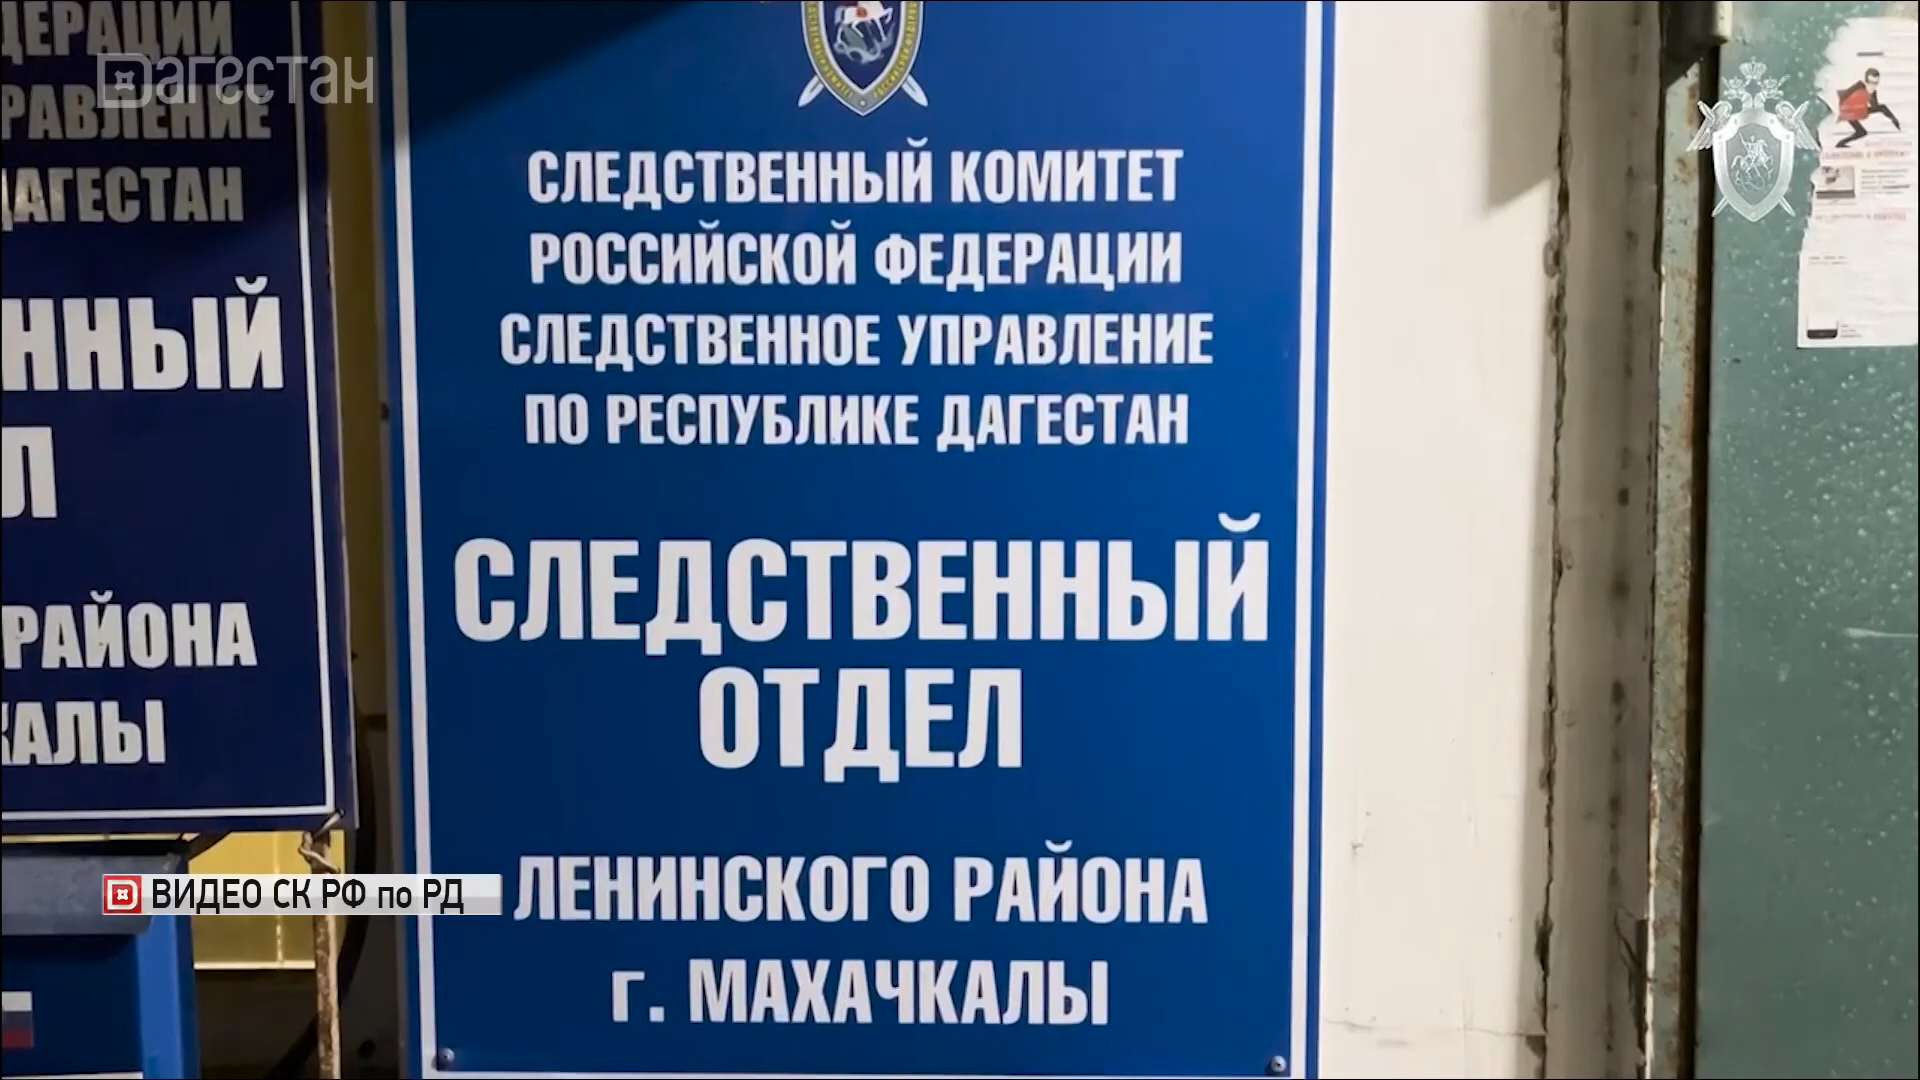 ДЕРАЦИИ
Дагестан
РАВЛЕНИЕ
ДАГЕСТАН
ННЫЙ
Л
РАЙОНА
КАЛЫ
СЛЕДСТВЕННЫЙ КОМИТЕТ
РОССИЙСКОЙ ФЕДЕРАЦИИ
СЛЕДСТВЕННОЕ УПРАВЛЕНИЕ
ПО РЕСПУБЛИКЕ ДАГЕСТАН
СЛЕДСТВЕННЫЙ
ОТДЕЛ
ЛЕНИНСКОГО РАЙОНА
г. МАХАЧКАЛЫ
ВИДЕО СК РФ по РД